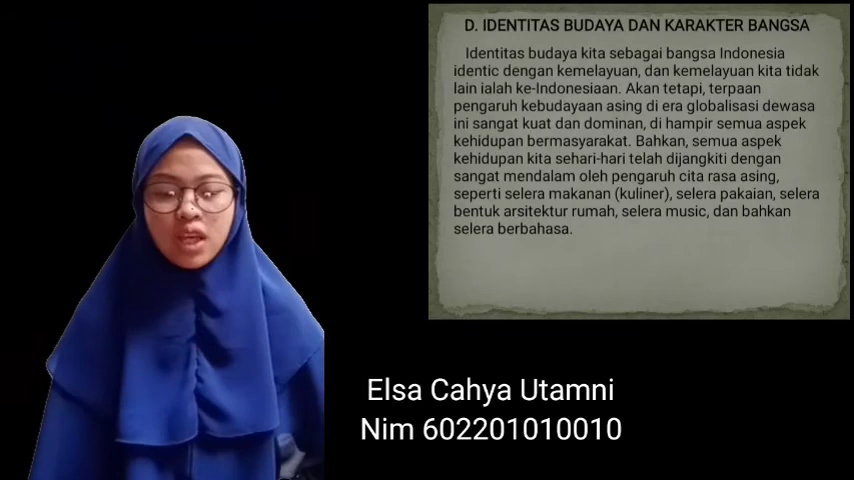 D. IDENTITAS BUDAYA DAN KARAKTER BANGSA
Identitas budaya kita sebagai bangsa Indonesia
identic dengan kemelayuan, dan kemelayuan kita tidak
lain ialah ke-Indonesiaan. Akan tetapi, terpaan
pengaruh kebudayaan asing di era globalisasi dewasa
ini sangat kuat dan dominan, di hampir semua aspek
kehidupan bermasyarakat. Bahkan, semua aspek
kehidupan kita sehari-hari telah dijangkiti dengan
sangat mendalam oleh pengaruh cita rasa asing,
seperti selera makanan (kuliner), selera pakaian, selera
bentuk arsitektur rumah, selera music, dan bahkan
selera berbahasa.
Elsa Cahya Utamni
Nim 602201010010